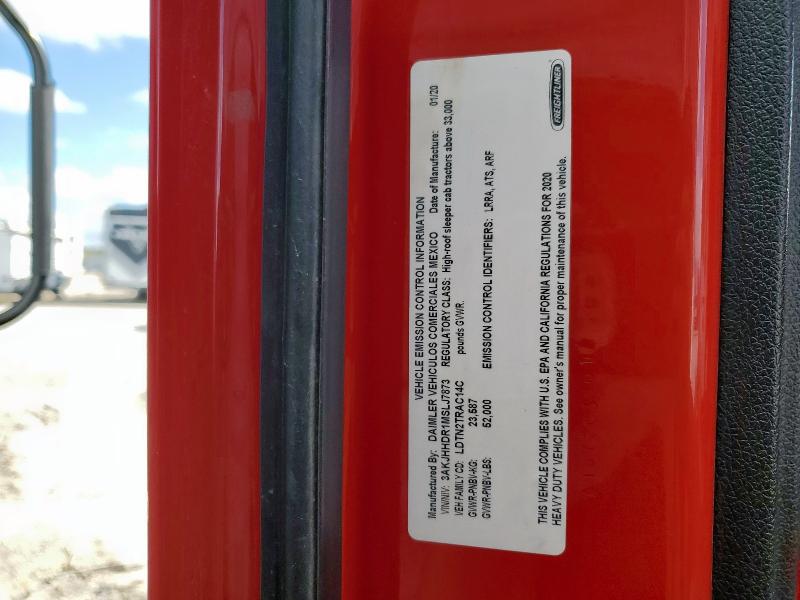 VEHICLE EMISSION CONTROL INFORMATION
Manufactured By: DAIMLER VEHICULOS COMERCIALES MEXICO Date of Manufacture: 01/20
VIN/NIV: 3AKJHHDR1MSLJ7873 REGULATORY CLASS: High-roof sleeper cab tractors above 33,000
VEH FAMILY CD: LDTN2TRAC14C pounds GVWR.
GVWR-PNBV-KG: 23,587
GVWR-PNBV-LBS: 52,000 EMISSION CONTROL IDENTIFIERS: LRRA, ATS, ARF
THIS VEHICLE COMPLIES WITH U.S. EPA AND CALIFORNIA REGULATIONS FOR 2020
HEAVY DUTY VEHICLES. See owner's manual for proper maintenance of this vehicle.
FREIGHTLINER